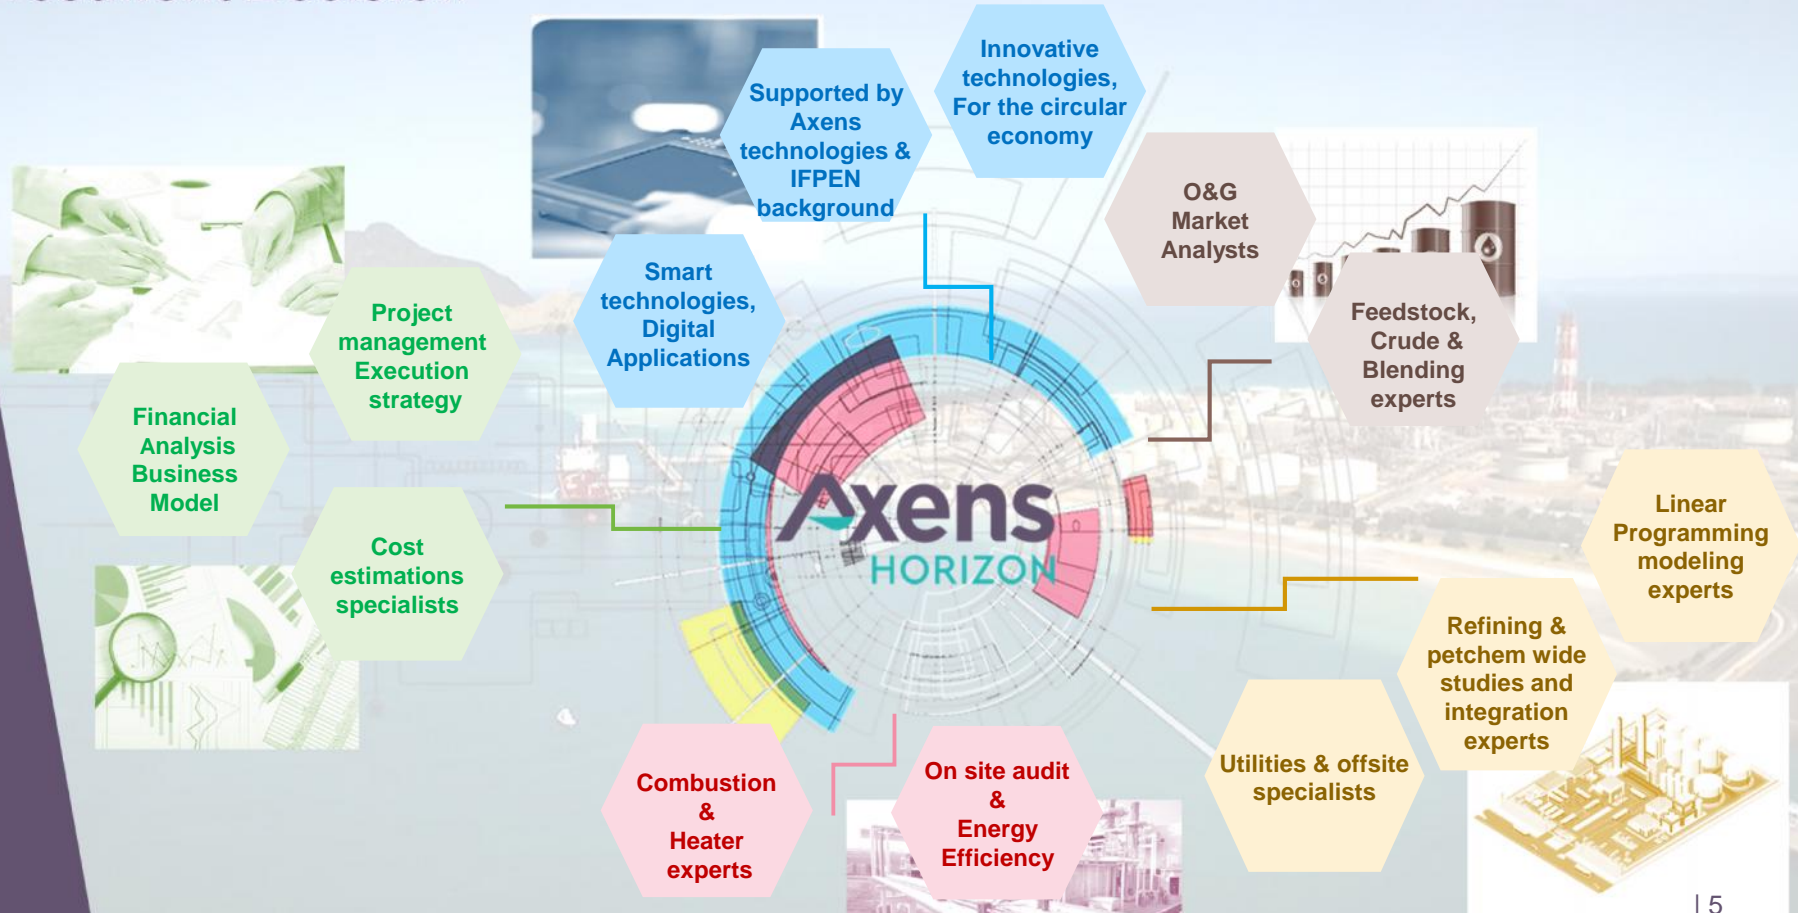 Supported by
Axens
technologies &
IFPEN
background
Innovative
technologies,
For the circular
economy
O&G
Market
Analysts
Smart
technologies,
Digital
Applications
Feedstock,
Crude &
Blending
experts
Project
management
Execution
strategy
Financial
Analysis
Business
Model
Cost
estimations
specialists
Axens
HORIZON
Linear
Programming
modeling
experts
Refining &
petchem wide
studies and
integration
experts
Utilities & offsite
specialists
Combustion
&
Heater
experts
On site audit
&
Energy
Efficiency
| 5